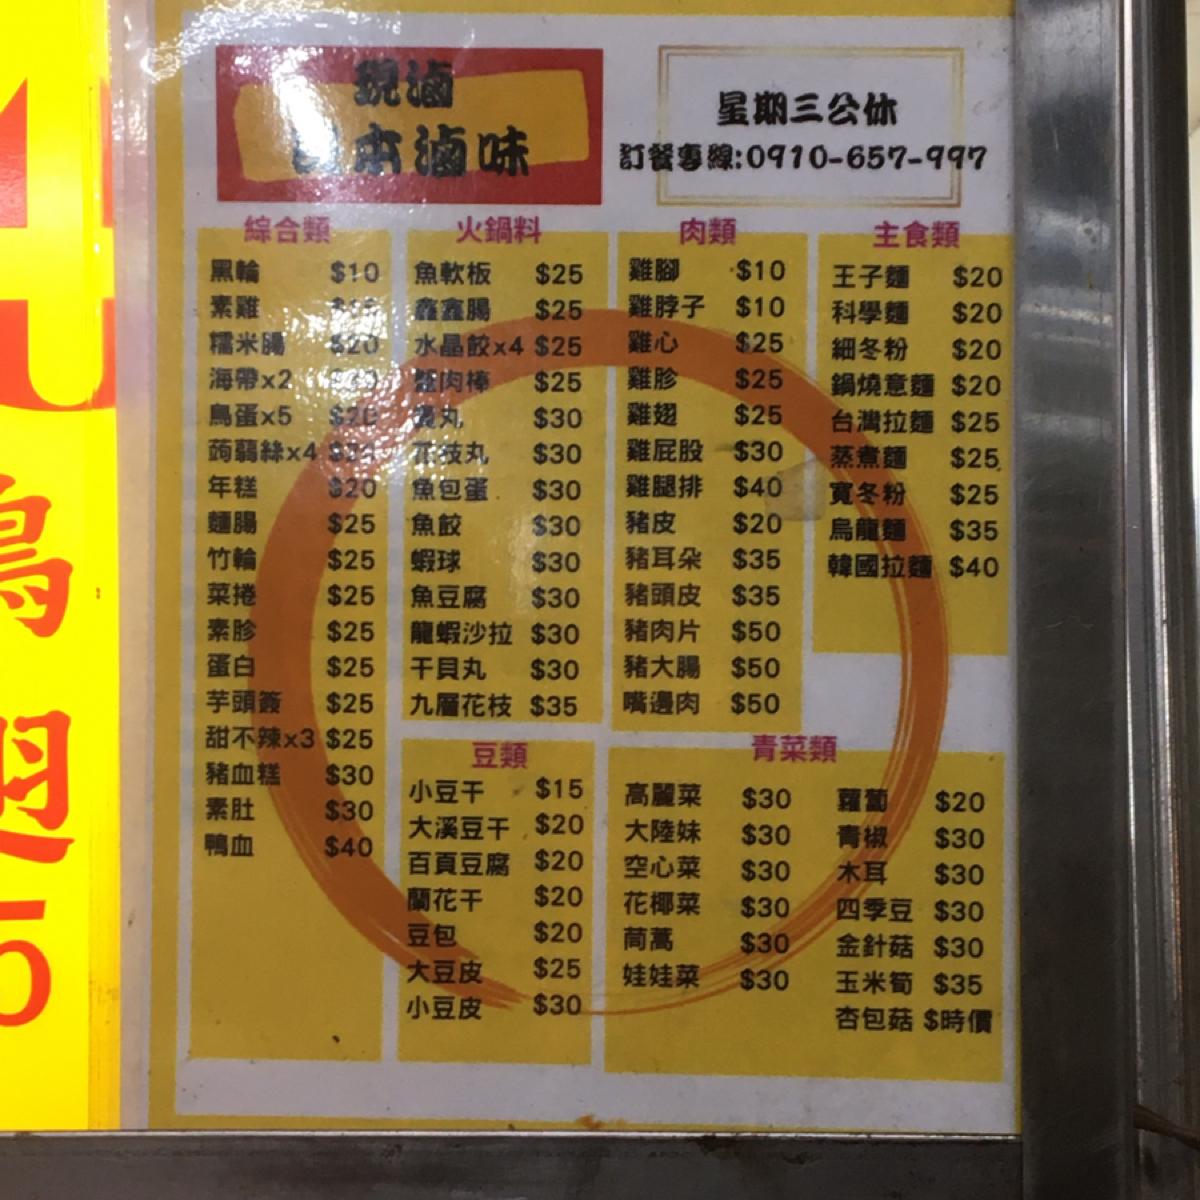 現滷
本滷味
星期三公休
訂餐專線:0910-657-997
綜合類
黑輪 $10
素雞
糯米腸 $20
海帶x2
鳥蛋x5 $20
蒟蒻絲x4
年糕 $20
麵腸 $25
竹輪 $25
菜捲 $25
素胗 $25
蛋白 $25
芋頭簽 $25
甜不辣x3 $25
豬血糕 $30
素肚 $30
鴨血 $40
火鍋料
魚軟板 $25
鑫鑫腸 $25
水晶餃x4 $25
蟹肉棒 $25
丸 $30
花枝丸 $30
魚包蛋 $30
魚餃 $30
蝦球 $30
魚豆腐 $30
龍蝦沙拉 $30
干貝丸 $30
九層花枝 $35
豆類
小豆干 $15
大溪豆干 $20
百頁豆腐 $20
蘭花干 $20
豆包 $20
大豆皮 $25
小豆皮 $30
肉類
雞腳 $10
雞脖子 $10
雞心 $25
雞胗 $25
雞翅 $25
雞屁股 $30
雞腿排 $40
豬皮 $20
豬耳朵 $35
豬頭皮 $35
豬肉片 $50
豬大腸 $50
嘴邊肉 $50
主食類
王子麵 $20
科學麵 $20
細冬粉 $20
鍋燒意麵 $20
台灣拉麵 $25
蒸煮麵 $25
寬冬粉 $25
烏龍麵 $35
韓國拉麵 $40
青菜類
高麗菜 $30
大陸妹 $30
空心菜 $30
花椰菜 $30
茼蒿 $30
娃娃菜 $30
蘿蔔 $20
青椒 $30
木耳 $30
四季豆 $30
金針菇 $30
玉米筍 $35
杏包菇 $時價
翅
5